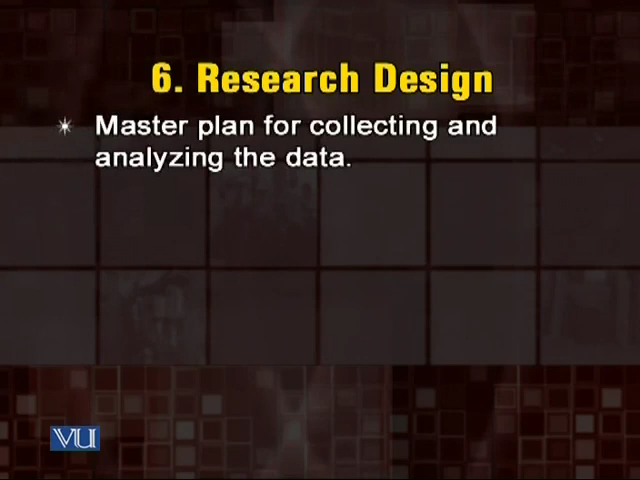 6. Research Design
Master plan for collecting and
analyzing the data.
VU